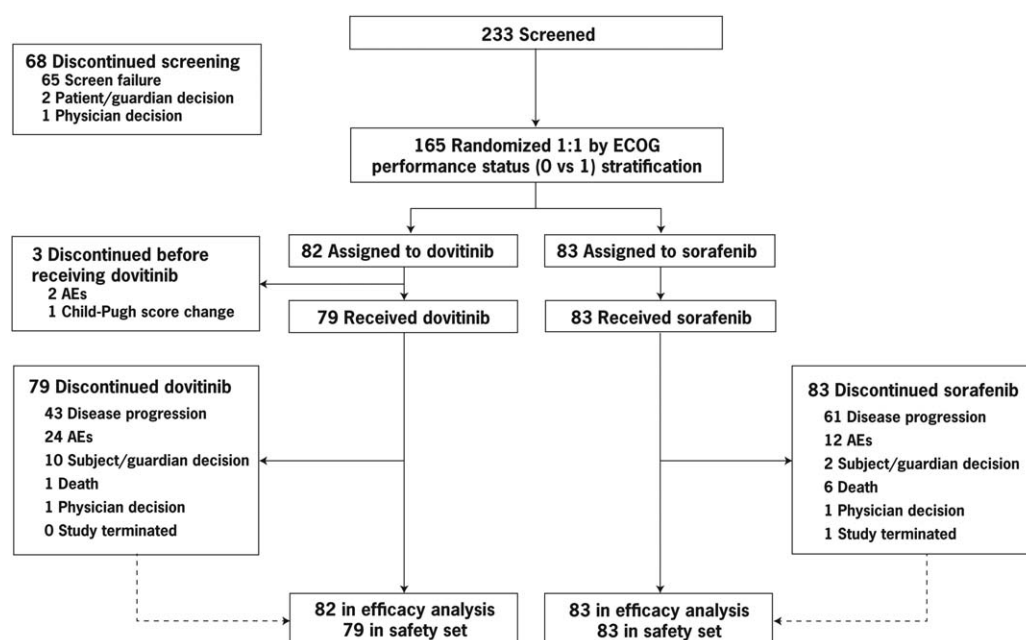 233 Screened
68 Discontinued screening
65 Screen failure
2 Patient/guardian decision
1 Physician decision
165 Randomized 1:1 by ECOG
performance status (0 vs 1) stratification
82 Assigned to dovitinib
83 Assigned to sorafenib
3 Discontinued before
receiving dovitinib
2 AEs
1 Child-Pugh score change
79 Received dovitinib
83 Received sorafenib
79 Discontinued dovitinib
43 Disease progression
24 AEs
10 Subject/guardian decision
1 Death
1 Physician decision
0 Study terminated
83 Discontinued sorafenib
61 Disease progression
12 AEs
2 Subject/guardian decision
6 Death
1 Physician decision
1 Study terminated
82 in efficacy analysis
79 in safety set
83 in efficacy analysis
83 in safety set